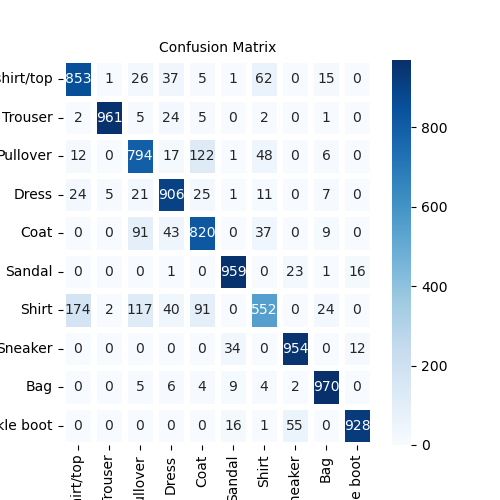 Confusion Matrix
shirt/top 853 1 26 37 5 1 62 0 15 0
Trouser 2 961 5 24 5 0 2 0 1 0
Pullover 12 0 794 17 122 1 48 0 6 0
Dress 24 5 21 906 25 1 11 0 7 0
Coat 0 0 91 43 820 0 37 0 9 0
Sandal 0 0 0 1 0 959 0 23 1 16
Shirt 174 2 117 40 91 0 552 0 24 0
Sneaker 0 0 0 0 0 34 0 954 0 12
Bag 0 0 5 6 4 9 4 2 970 0
kle boot 0 0 0 0 0 16 1 55 0 928
irt/top Trouser ullover Dress Coat Sandal Shirt neaker Bag e boot
800
600
400
200
0